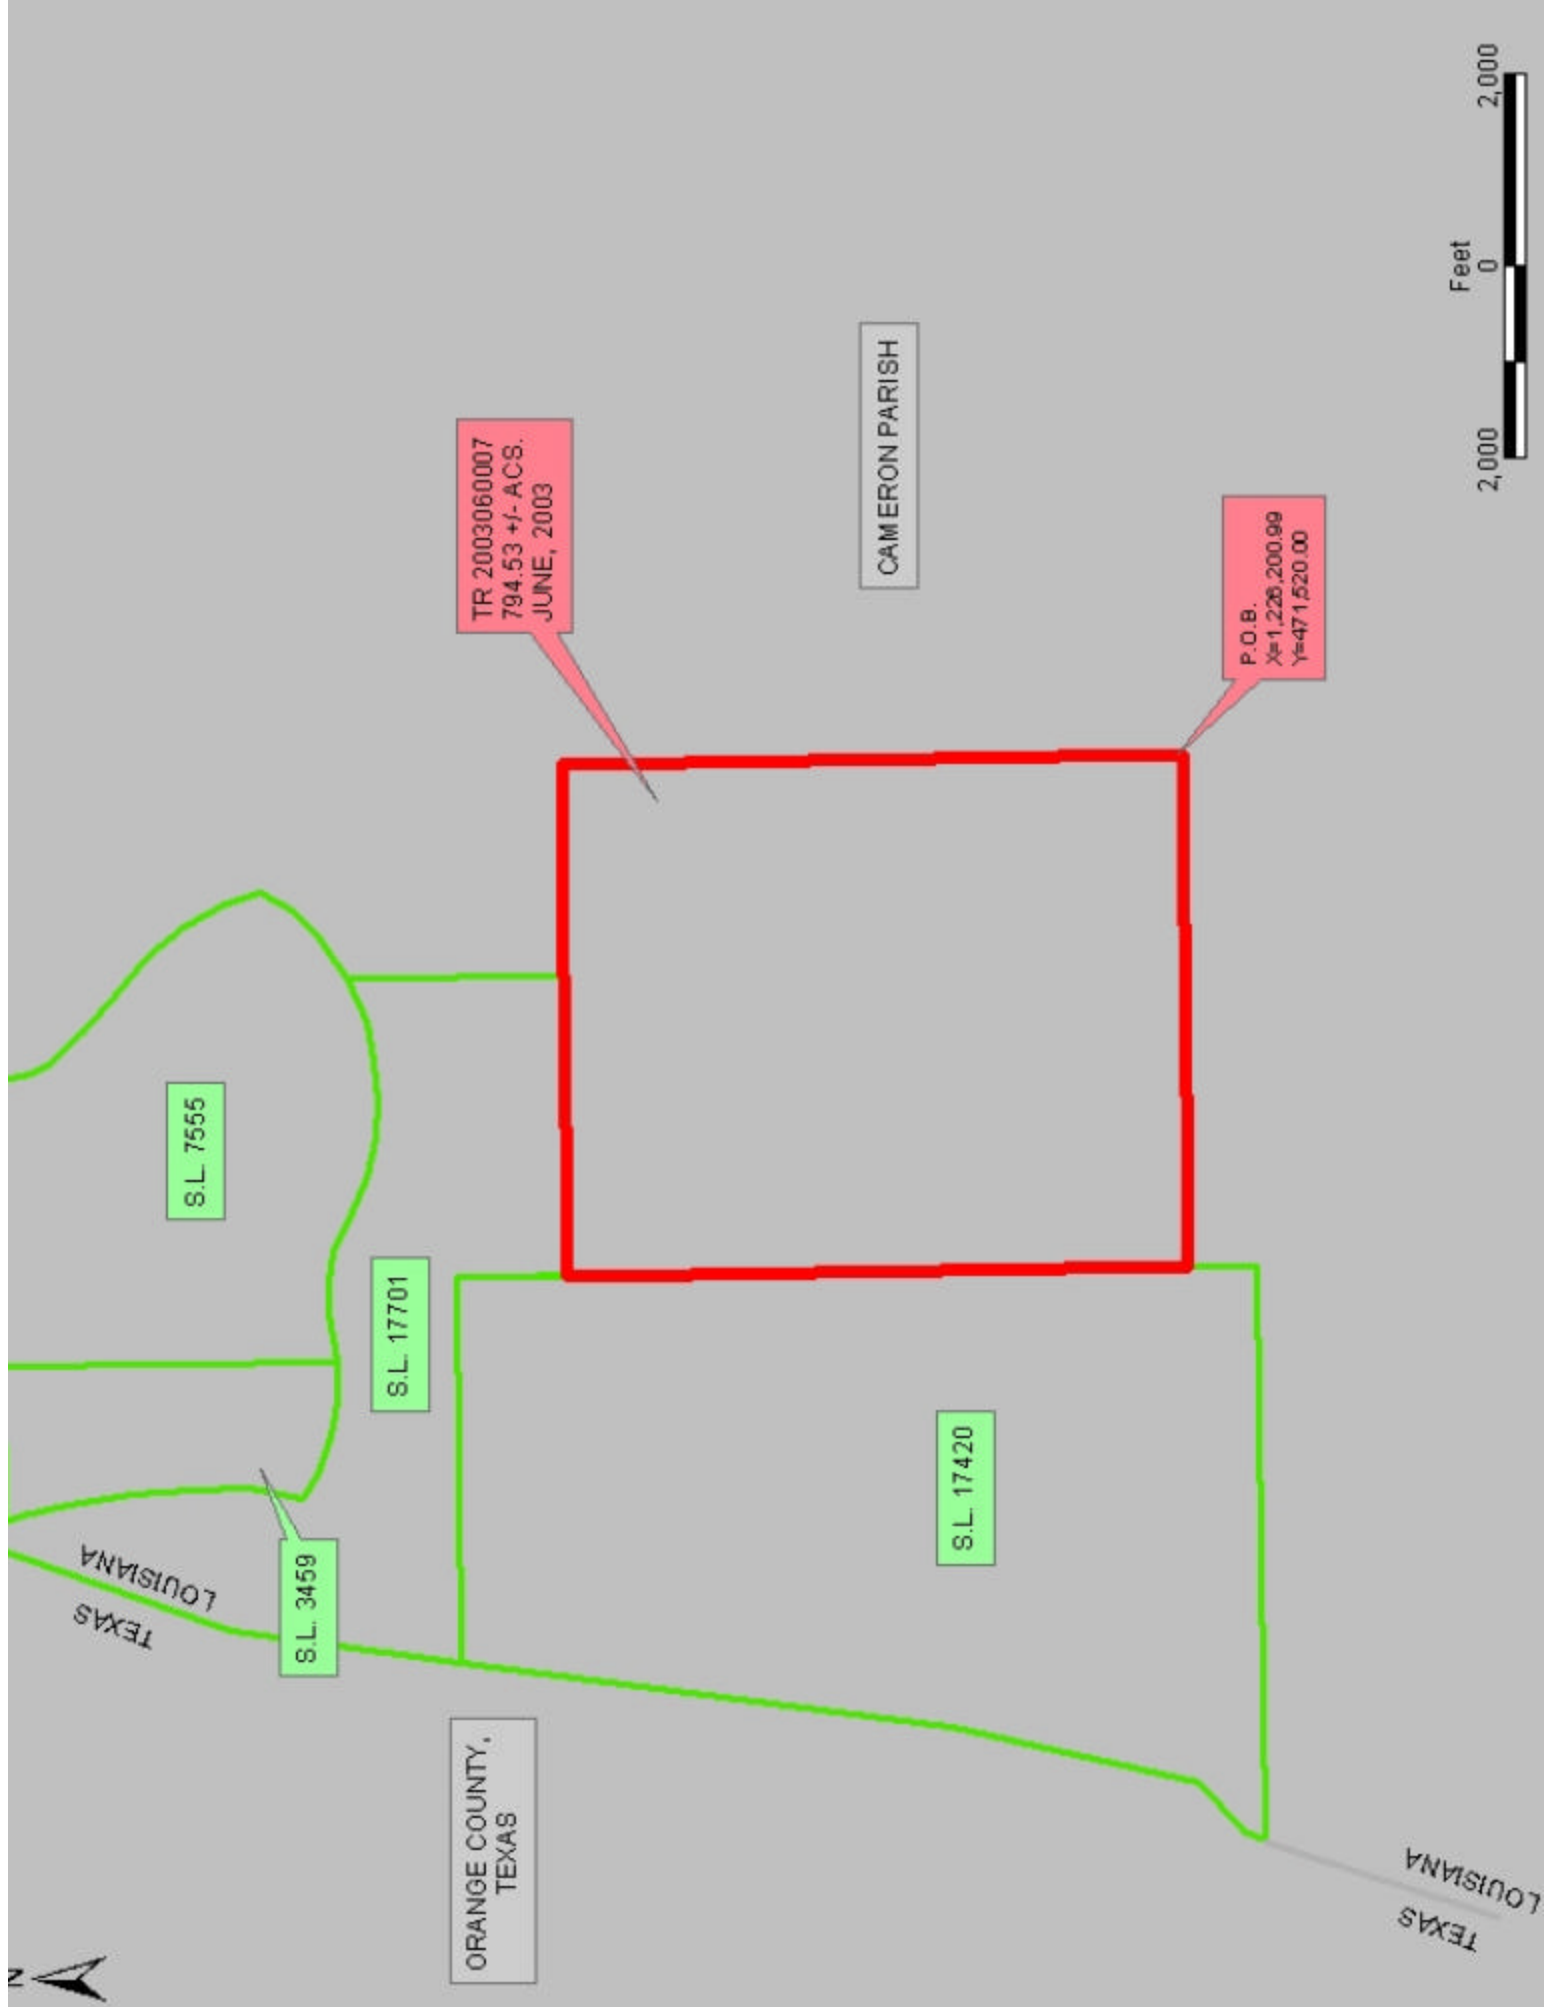 N
TEXAS
LOUISIANA
S.L. 7555
S.L. 3459
S.L. 17701
ORANGE COUNTY,
TEXAS
TR 2003060007
794.53 +/- ACS.
JUNE, 2003
CAMERON PARISH
S.L. 17420
P.O.B.
X=1,226,200.99
Y=471,520.00
TEXAS
LOUISIANA
Feet
2,000 0 2,000